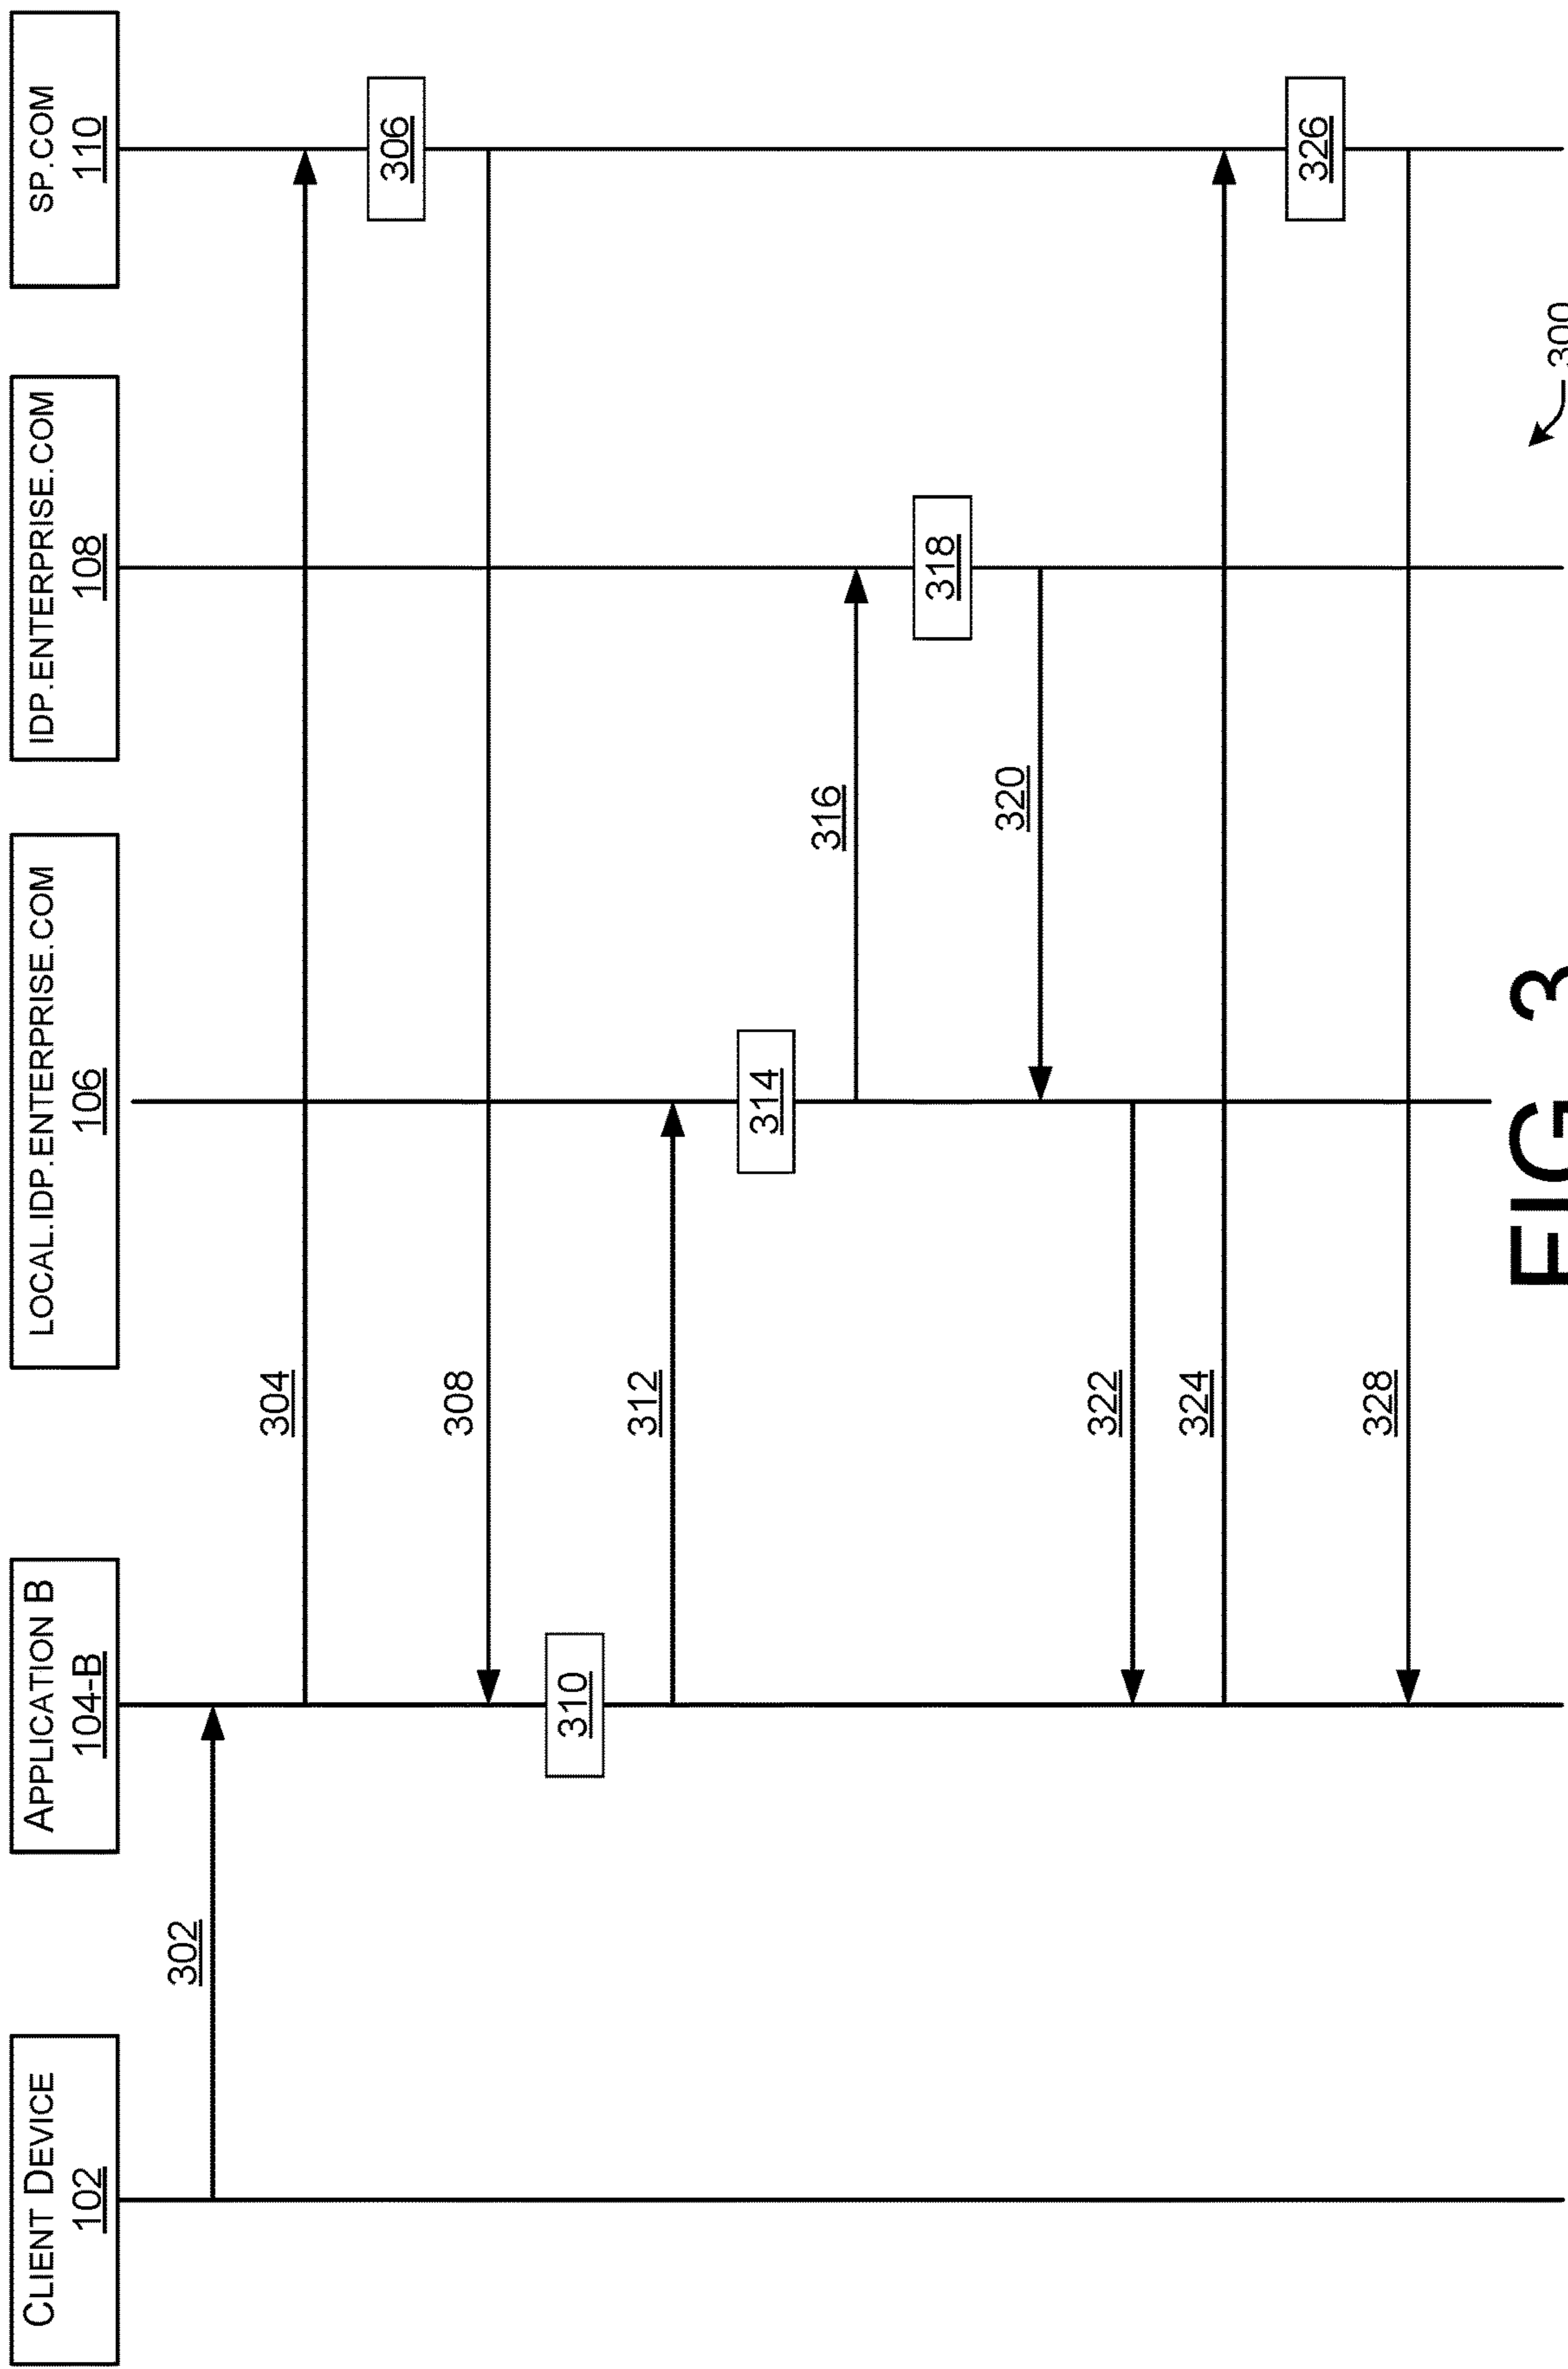 CLIENT DEVICE
102
APPLICATION B
104-B
LOCAL.IDP.ENTERPRISE.COM
106
IDP.ENTERPRISE.COM
108
SP.COM
110
302
304
306
308
310
312
314
316
318
320
322
324
326
328
300
FIG. 3